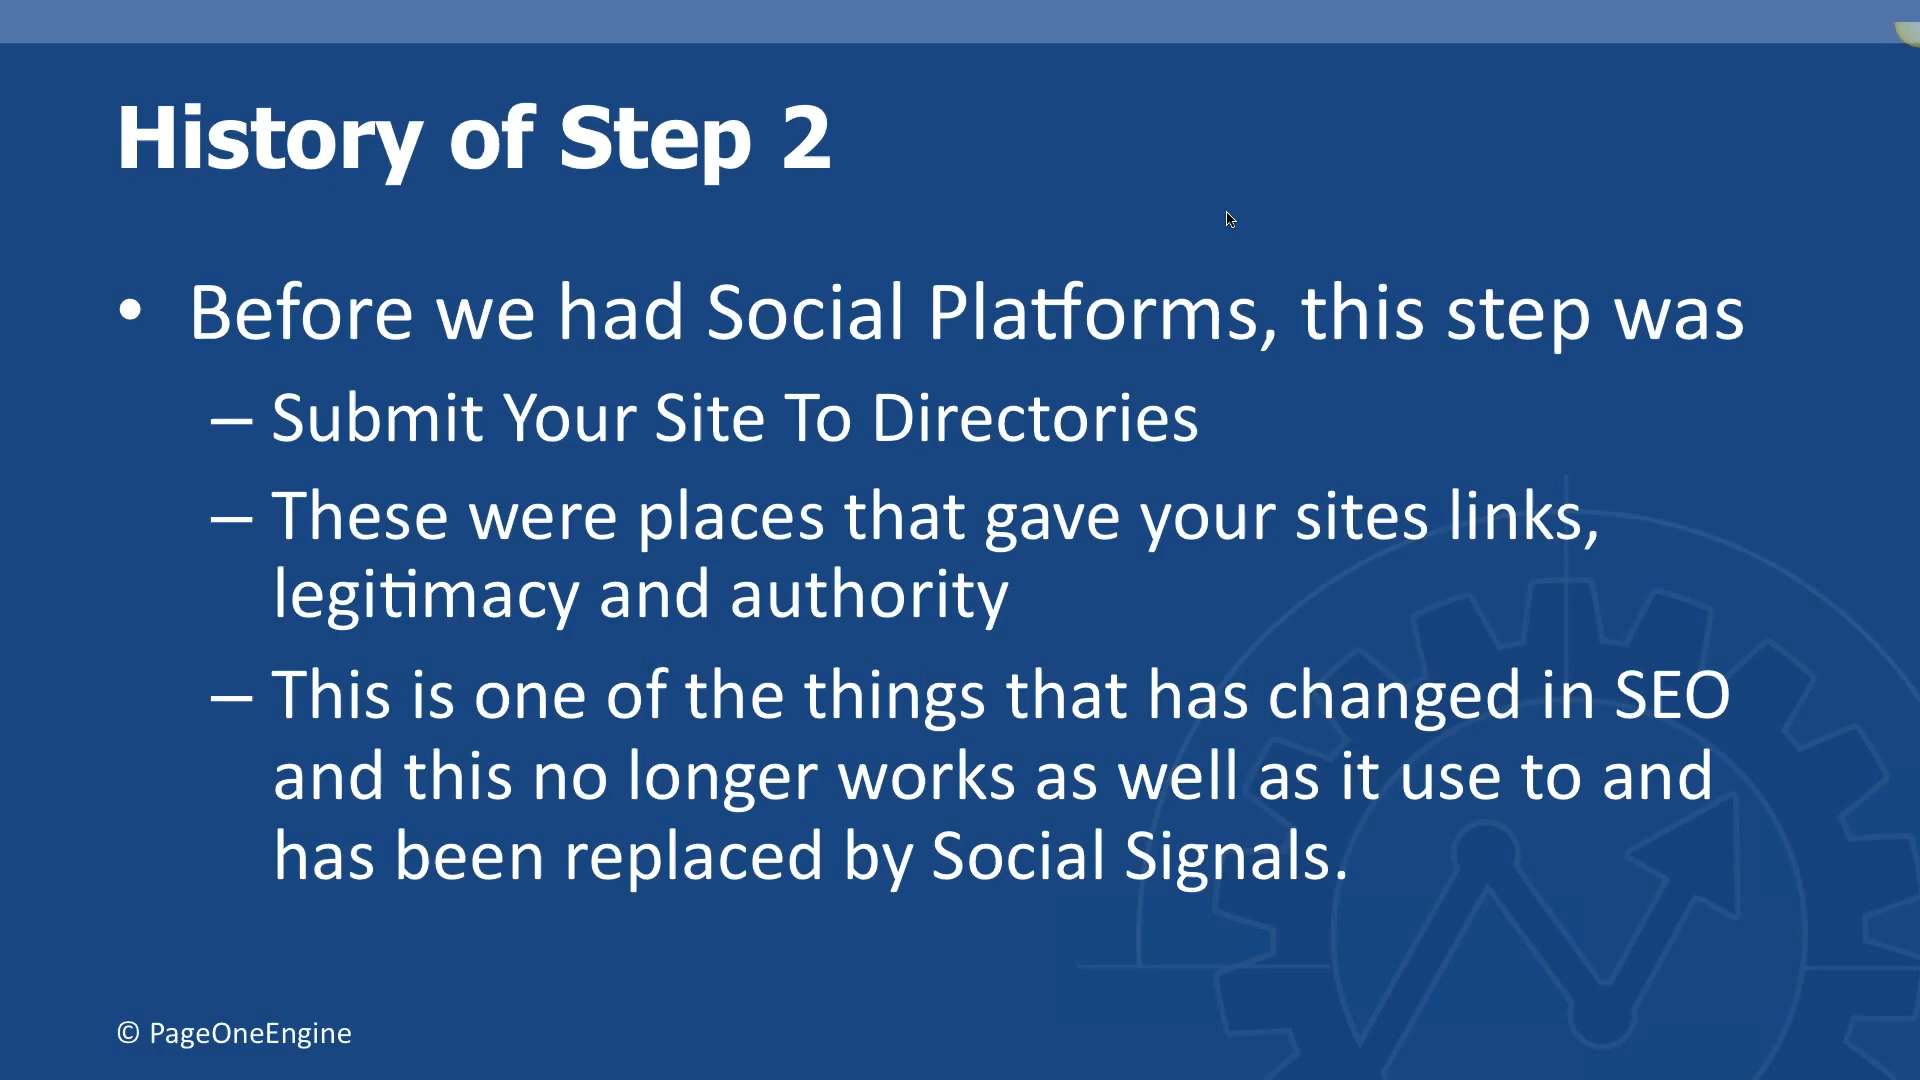 History of Step 2
• Before we had Social Platforms, this step was
– Submit Your Site To Directories
– These were places that gave your sites links,
legitimacy and authority
– This is one of the things that has changed in SEO
and this no longer works as well as it use to and
has been replaced by Social Signals.
© PageOneEngine